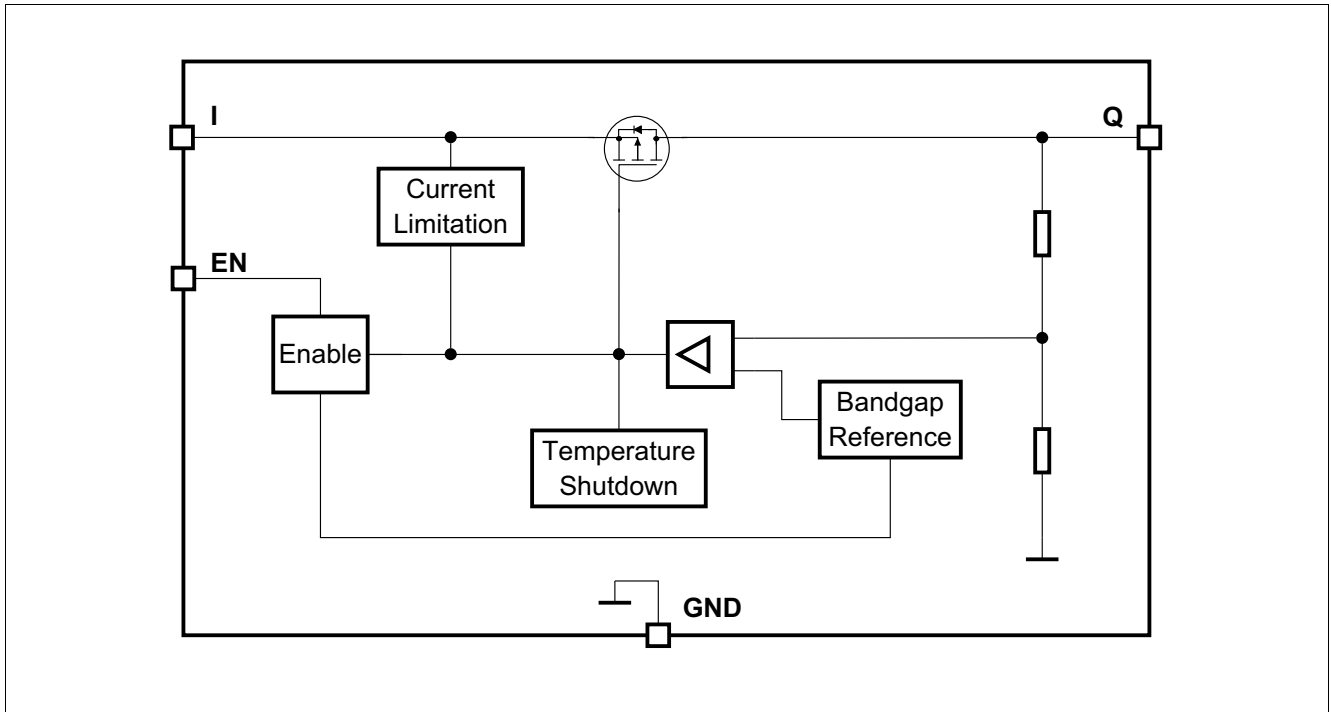 I
Q
Current
Limitation
EN
Enable
Bandgap
Reference
Temperature
Shutdown
GND